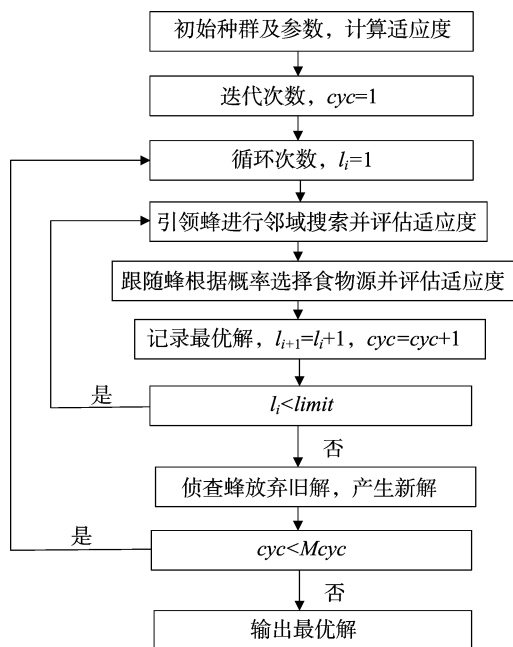 初始种群及参数，计算适应度
迭代次数，cyc=1
循环次数，li=1
引领蜂进行邻域搜索并评估适应度
跟随蜂根据概率选择食物源并评估适应度
记录最优解，li+1=li+1，cyc=cyc+1
是
li<limit
否
侦查蜂放弃旧解，产生新解
是
cyc<Mcyc
否
输出最优解